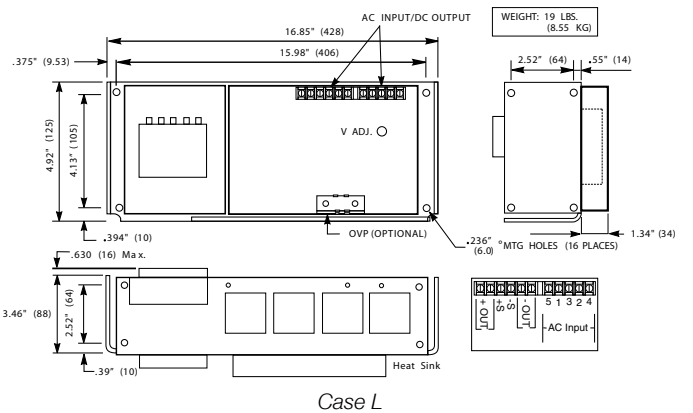 16.85" (428)
AC INPUT/DC OUTPUT
WEIGHT: 19 LBS.
(8.55 KG)
.375" (9.53)
15.98" (406)
2.52" (64)
.55" (14)
4.92" (125)
4.13" (105)
V ADJ.
.394" (10)
OVP (OPTIONAL)
.236" ° MTG HOLES (16 PLACES)
(6.0)
1.34" (34)
.630 (16) Max.
3.46" (88)
2.52" (64)
.39" (10)
Heat Sink
+ OUT
+S
-S
- OUT
5 1 3 2 4
AC Input
Case L